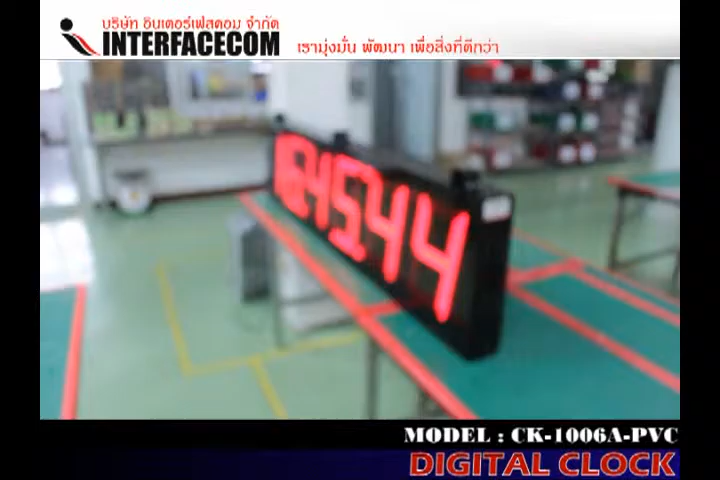 บริษัท อินเตอร์เฟสคอม จำกัด
INTERFACECOM
เรามุ่งมั่น พัฒนา เพื่อสิ่งที่ดีกว่า
MODEL : CK-1006A-PVC
DIGITAL CLOCK